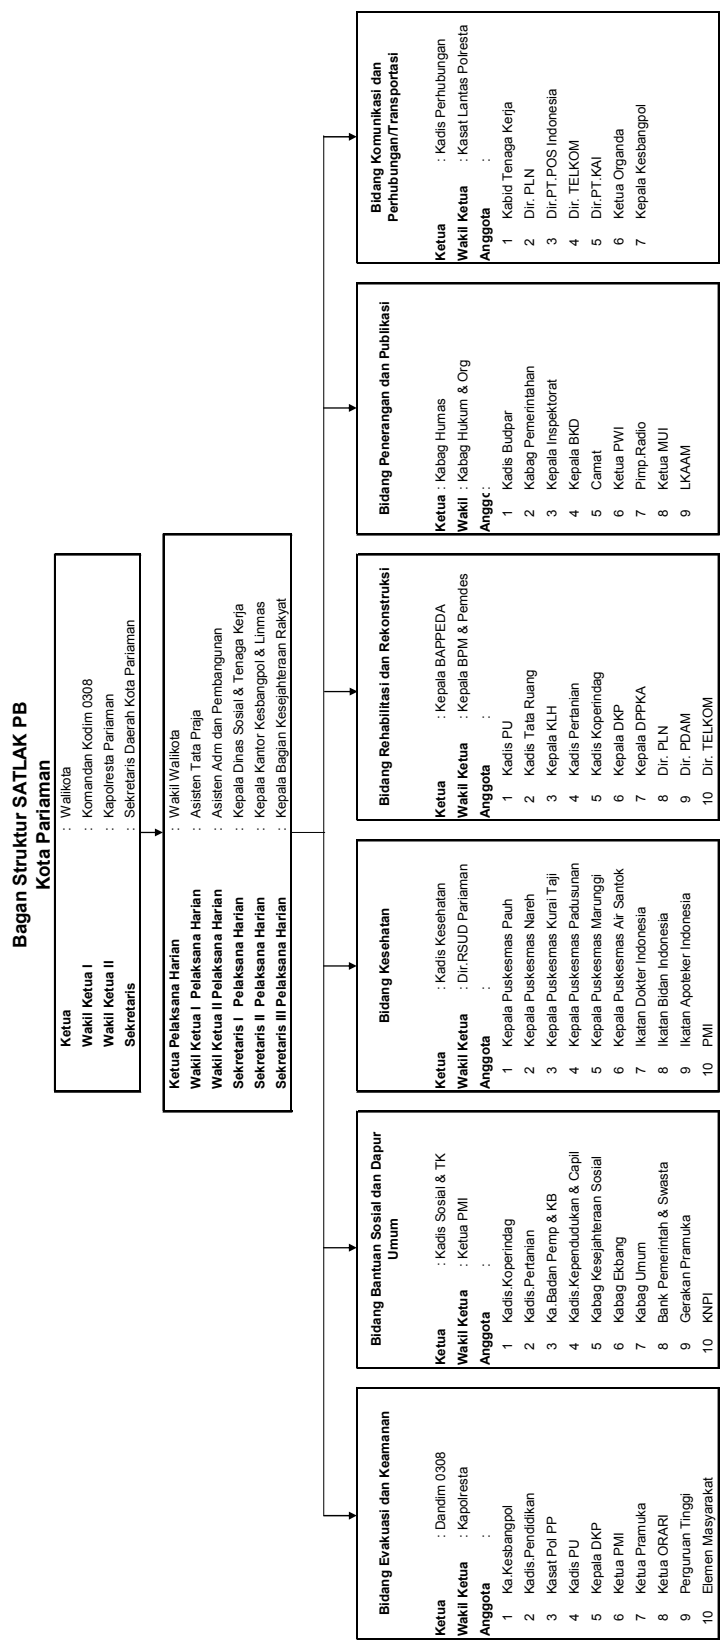 Bagan Struktur SATLAK PB
Kota Pariaman
Ketua : Walikota
Wakil Ketua I : Komandan Kodim 0308
Wakil Ketua II : Kapolresta Pariaman
Sekretaris : Sekretaris Daerah Kota Pariaman
Ketua Pelaksana Harian : Wakil Walikota
Wakil Ketua I Pelaksana Harian : Asisten Tata Praja
Wakil Ketua II Pelaksana Harian : Asisten Adm dan Pembangunan
Sekretaris I Pelaksana Harian : Kepala Dinas Sosial & Tenaga Kerja
Sekretaris II Pelaksana Harian : Kepala Kantor Kesbangpol & Linmas
Sekretaris III Pelaksana Harian : Kepala Bagian Kesejahteraan Rakyat
Bidang Evakuasi dan Keamanan
Ketua : Dandim 0308
Wakil Ketua : Kapolresta
Anggota :
1 Ka.Kesbangpol
2 Kadis.Pendidikan
3 Kasat Pol PP
4 Kadis PU
5 Kepala DKP
6 Ketua PMI
7 Ketua Pramuka
8 Ketua ORARI
9 Perguruan Tinggi
10 Elemen Masyarakat
Bidang Bantuan Sosial dan Dapur
Umum
Ketua : Kadis Sosial & TK
Wakil Ketua : Ketua PMI
Anggota :
1 Kadis.Koperindag
2 Kadis.Pertanian
3 Ka.Badan Pemp & KB
4 Kadis.Kependudukan & Capil
5 Kabag Kesejahteraan Sosial
6 Kabag Ekbang
7 Kabag Umum
8 Bank Pemerintah & Swasta
9 Gerakan Pramuka
10 KNPI
Bidang Kesehatan
Ketua : Kadis Kesehatan
Wakil Ketua : Dir.RSUD Pariaman
Anggota :
1 Kepala Puskesmas Pauh
2 Kepala Puskesmas Nareh
3 Kepala Puskesmas Kurai Taji
4 Kepala Puskesmas Padusunan
5 Kepala Puskesmas Marunggi
6 Kepala Puskesmas Air Santok
7 Ikatan Dokter Indonesia
8 Ikatan Bidan Indonesia
9 Ikatan Apoteker Indonesia
10 PMI
Bidang Rehabilitasi dan Rekonstruksi
Ketua : Kepala BAPPEDA
Wakil Ketua : Kepala BPM & Pemdes
Anggota :
1 Kadis PU
2 Kadis Tata Ruang
3 Kepala KLH
4 Kadis Pertanian
5 Kadis Koperindag
6 Kepala DKP
7 Kepala DPPKA
8 Dir. PLN
9 Dir. PDAM
10 Dir. TELKOM
Bidang Penerangan dan Publikasi
Ketua : Kabag Humas
Wakil : Kabag Hukum & Org
Anggc :
1 Kadis Budpar
2 Kabag Pemerintahan
3 Kepala Inspektorat
4 Kepala BKD
5 Camat
6 Ketua PWI
7 Pimp.Radio
8 Ketua MUI
9 LKAAM
Bidang Komunikasi dan
Perhubungan/Transportasi
Ketua : Kadis Perhubungan
Wakil Ketua : Kasat Lantas Polresta
Anggota :
1 Kabid Tenaga Kerja
2 Dir. PLN
3 Dir.PT.POS Indonesia
4 Dir. TELKOM
5 Dir.PT.KAI
6 Ketua Organda
7 Kepala Kesbangpol